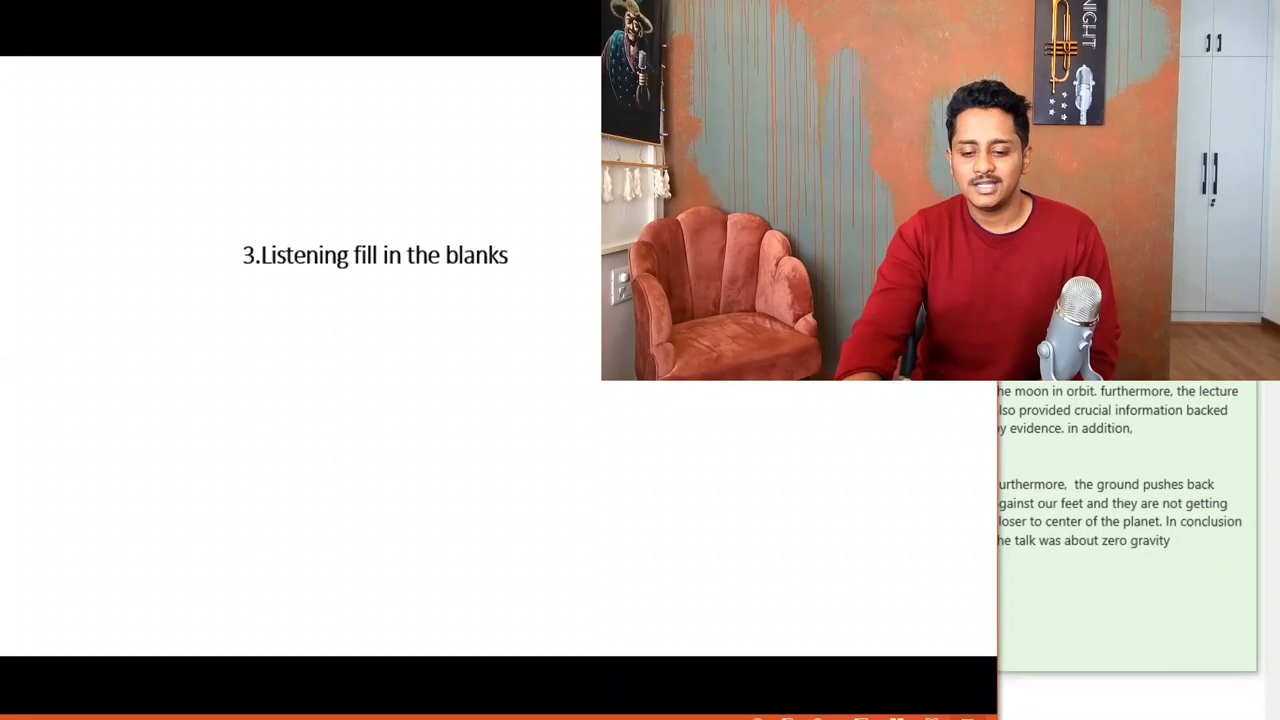 NIGHT
3.Listening fill in the blanks
he moon in orbit. furthermore, the lecture
lso provided crucial information backed
y evidence. in addition,
urthermore,  the ground pushes back
gainst our feet and they are not getting
loser to center of the planet. In conclusion
he talk was about zero gravity